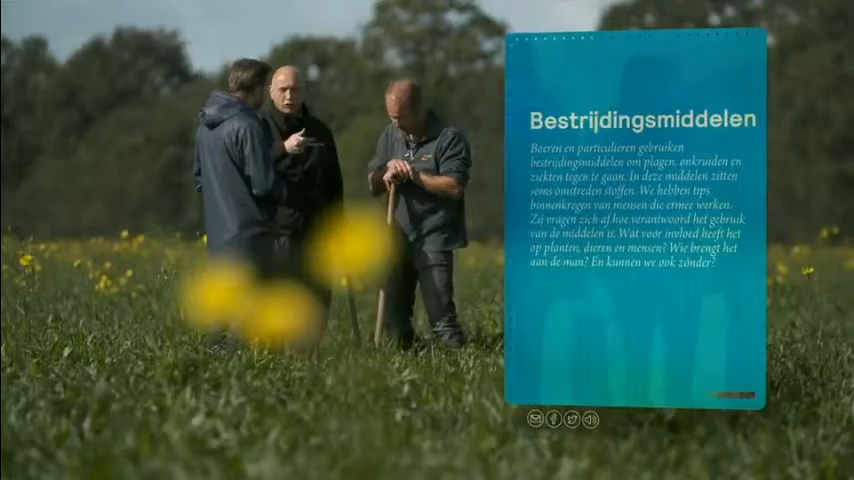 Bestrijdingsmiddelen
Boeren en particulieren gebruiken
bestrijdingsmiddelen om plagen, onkruiden en
ziekten tegen te gaan. In deze middelen zitten
soms omstreden stoffen. We hebben tips
binnenkregen van mensen die ermee werken.
Zij vragen zich af hoe verantwoord het gebruik
van de middelen is. Wat voor invloed heeft het
op planten, dieren en mensen? Wie brengt het
aan de man? En kunnen we ook zónder?